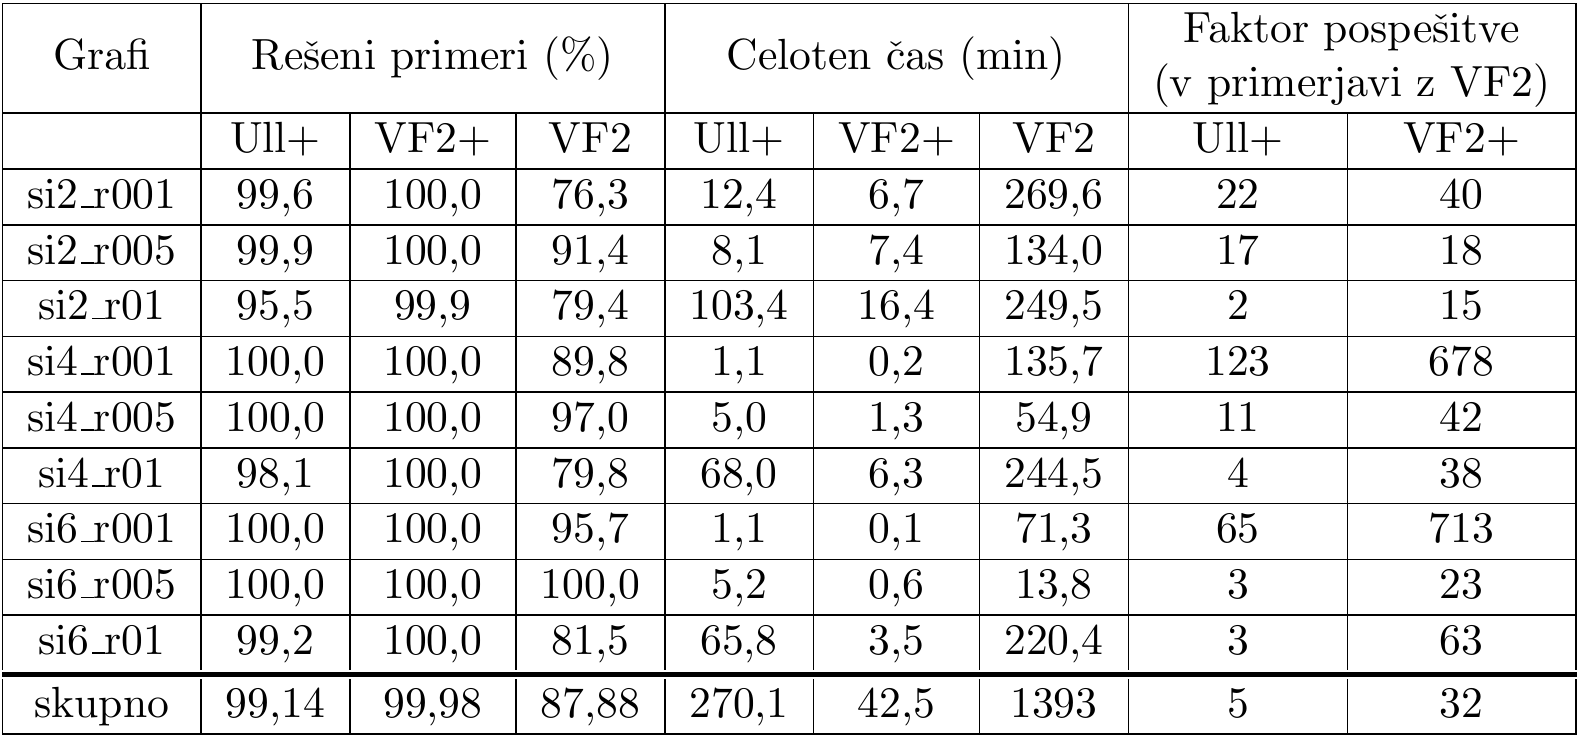 Grafi Rešeni primeri (%) Celoten čas (min) Faktor pospešitve
(v primerjavi z VF2)
Ull+ VF2+ VF2 Ull+ VF2+ VF2 Ull+ VF2+
si2_r001 99,6 100,0 76,3 12,4 6,7 269,6 22 40
si2_r005 99,9 100,0 91,4 8,1 7,4 134,0 17 18
si2_r01 95,5 99,9 79,4 103,4 16,4 249,5 2 15
si4_r001 100,0 100,0 89,8 1,1 0,2 135,7 123 678
si4_r005 100,0 100,0 97,0 5,0 1,3 54,9 11 42
si4_r01 98,1 100,0 79,8 68,0 6,3 244,5 4 38
si6_r001 100,0 100,0 95,7 1,1 0,1 71,3 65 713
si6_r005 100,0 100,0 100,0 5,2 0,6 13,8 3 23
si6_r01 99,2 100,0 81,5 65,8 3,5 220,4 3 63
skupno 99,14 99,98 87,88 270,1 42,5 1393 5 32